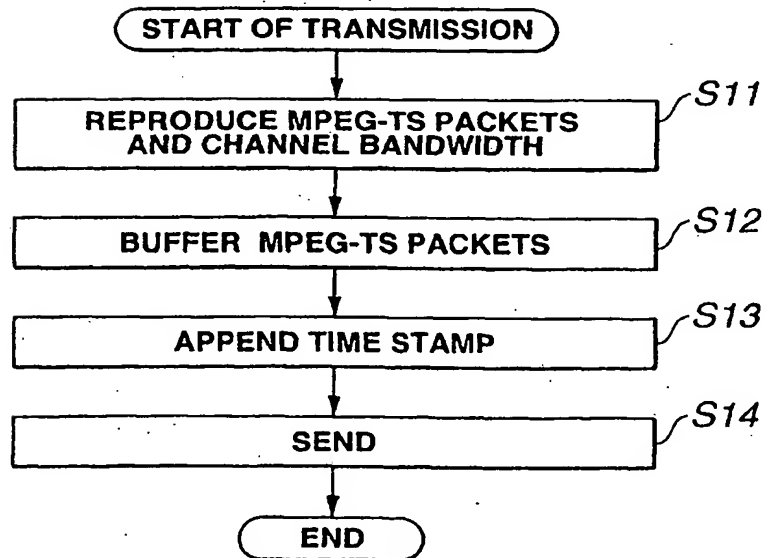 START OF TRANSMISSION
S11
REPRODUCE MPEG-TS PACKETS
AND CHANNEL BANDWIDTH
S12
BUFFER MPEG-TS PACKETS
S13
APPEND TIME STAMP
S14
SEND
END